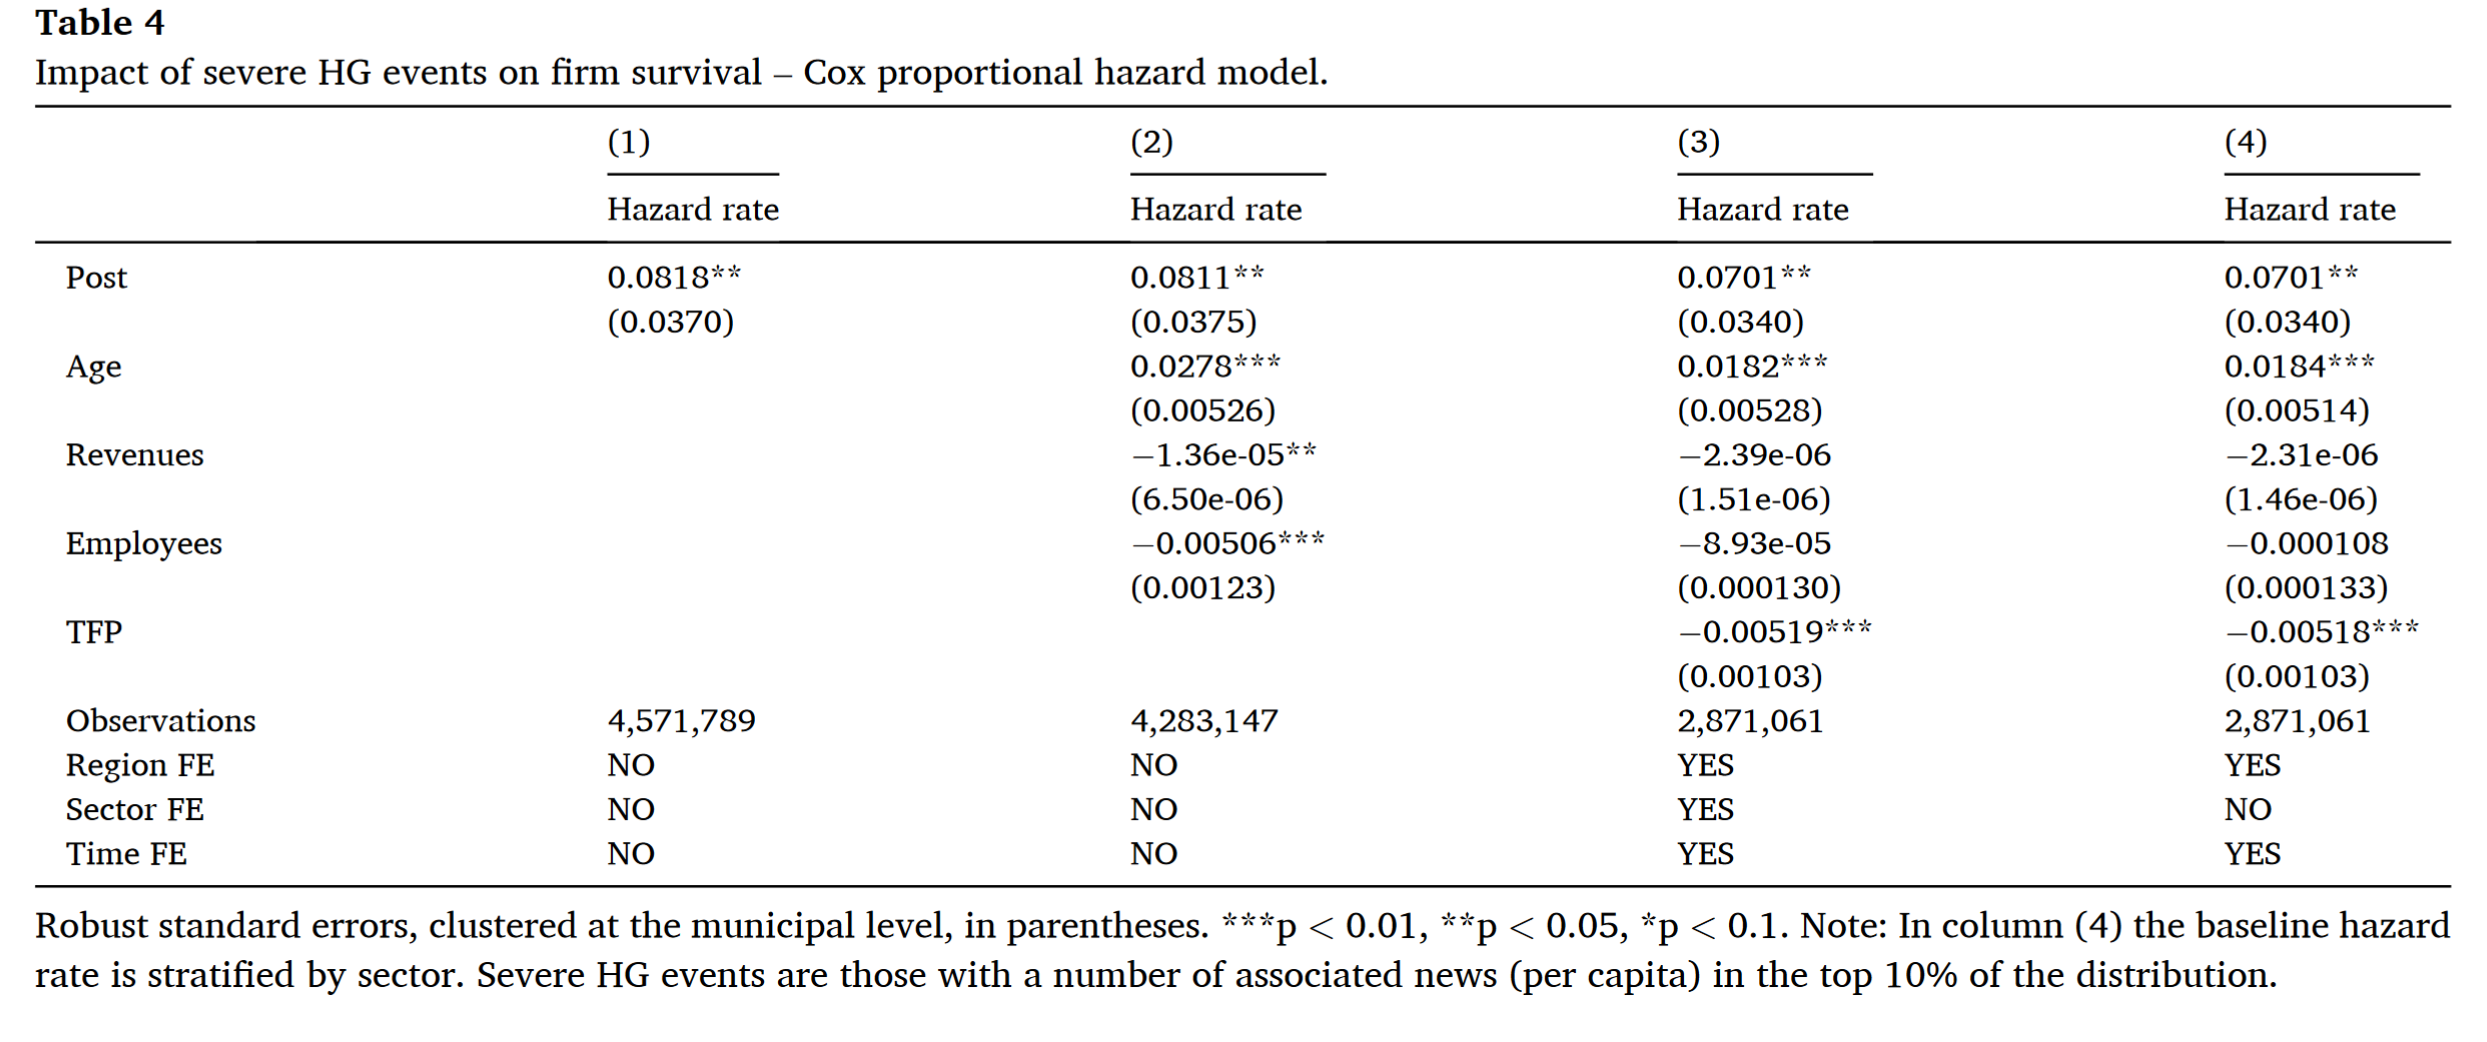 Table 4
Impact of severe HG events on firm survival – Cox proportional hazard model.
(1) (2) (3) (4)
Hazard rate Hazard rate Hazard rate Hazard rate
Post 0.0818** 0.0811** 0.0701** 0.0701**
(0.0370) (0.0375) (0.0340) (0.0340)
Age 0.0278*** 0.0182*** 0.0184***
(0.00526) (0.00528) (0.00514)
Revenues −1.36e-05** −2.39e-06 −2.31e-06
(6.50e-06) (1.51e-06) (1.46e-06)
Employees −0.00506*** −8.93e-05 −0.000108
(0.00123) (0.000130) (0.000133)
TFP −0.00519*** −0.00518***
(0.00103) (0.00103)
Observations 4,571,789 4,283,147 2,871,061 2,871,061
Region FE NO NO YES YES
Sector FE NO NO YES NO
Time FE NO NO YES YES
Robust standard errors, clustered at the municipal level, in parentheses. ***p < 0.01, **p < 0.05, *p < 0.1. Note: In column (4) the baseline hazard
rate is stratified by sector. Severe HG events are those with a number of associated news (per capita) in the top 10% of the distribution.